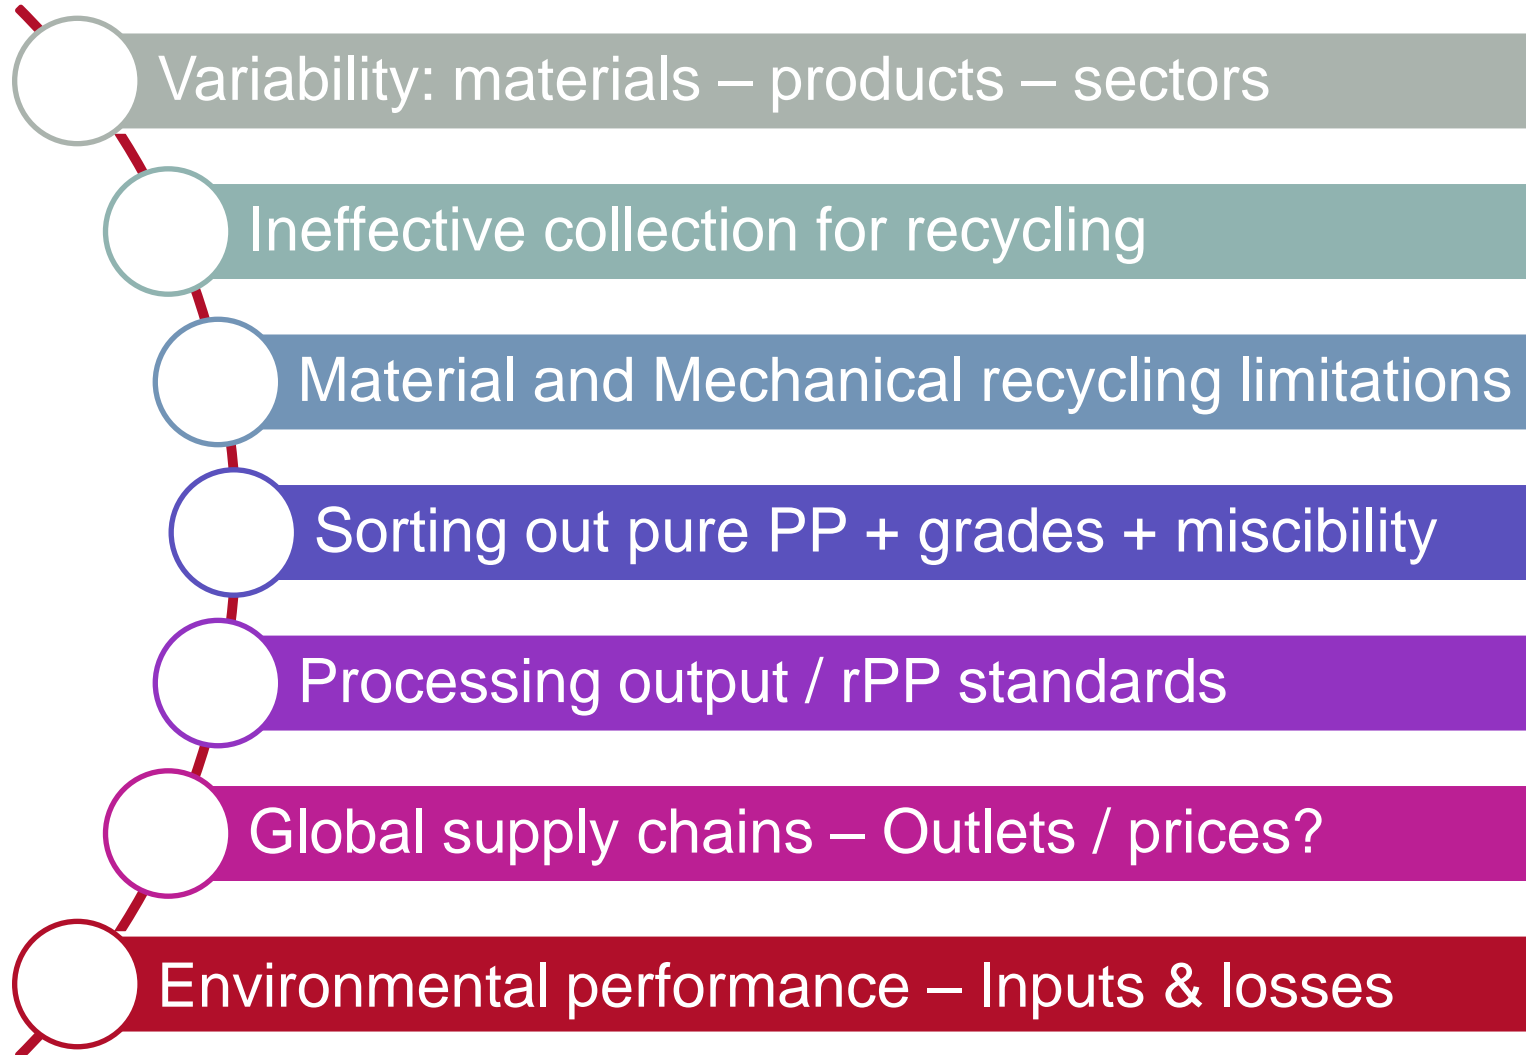 Variability: materials – products – sectors
Ineffective collection for recycling
Material and Mechanical recycling limitations
Sorting out pure PP + grades + miscibility
Processing output / rPP standards
Global supply chains – Outlets / prices?
Environmental performance – Inputs & losses